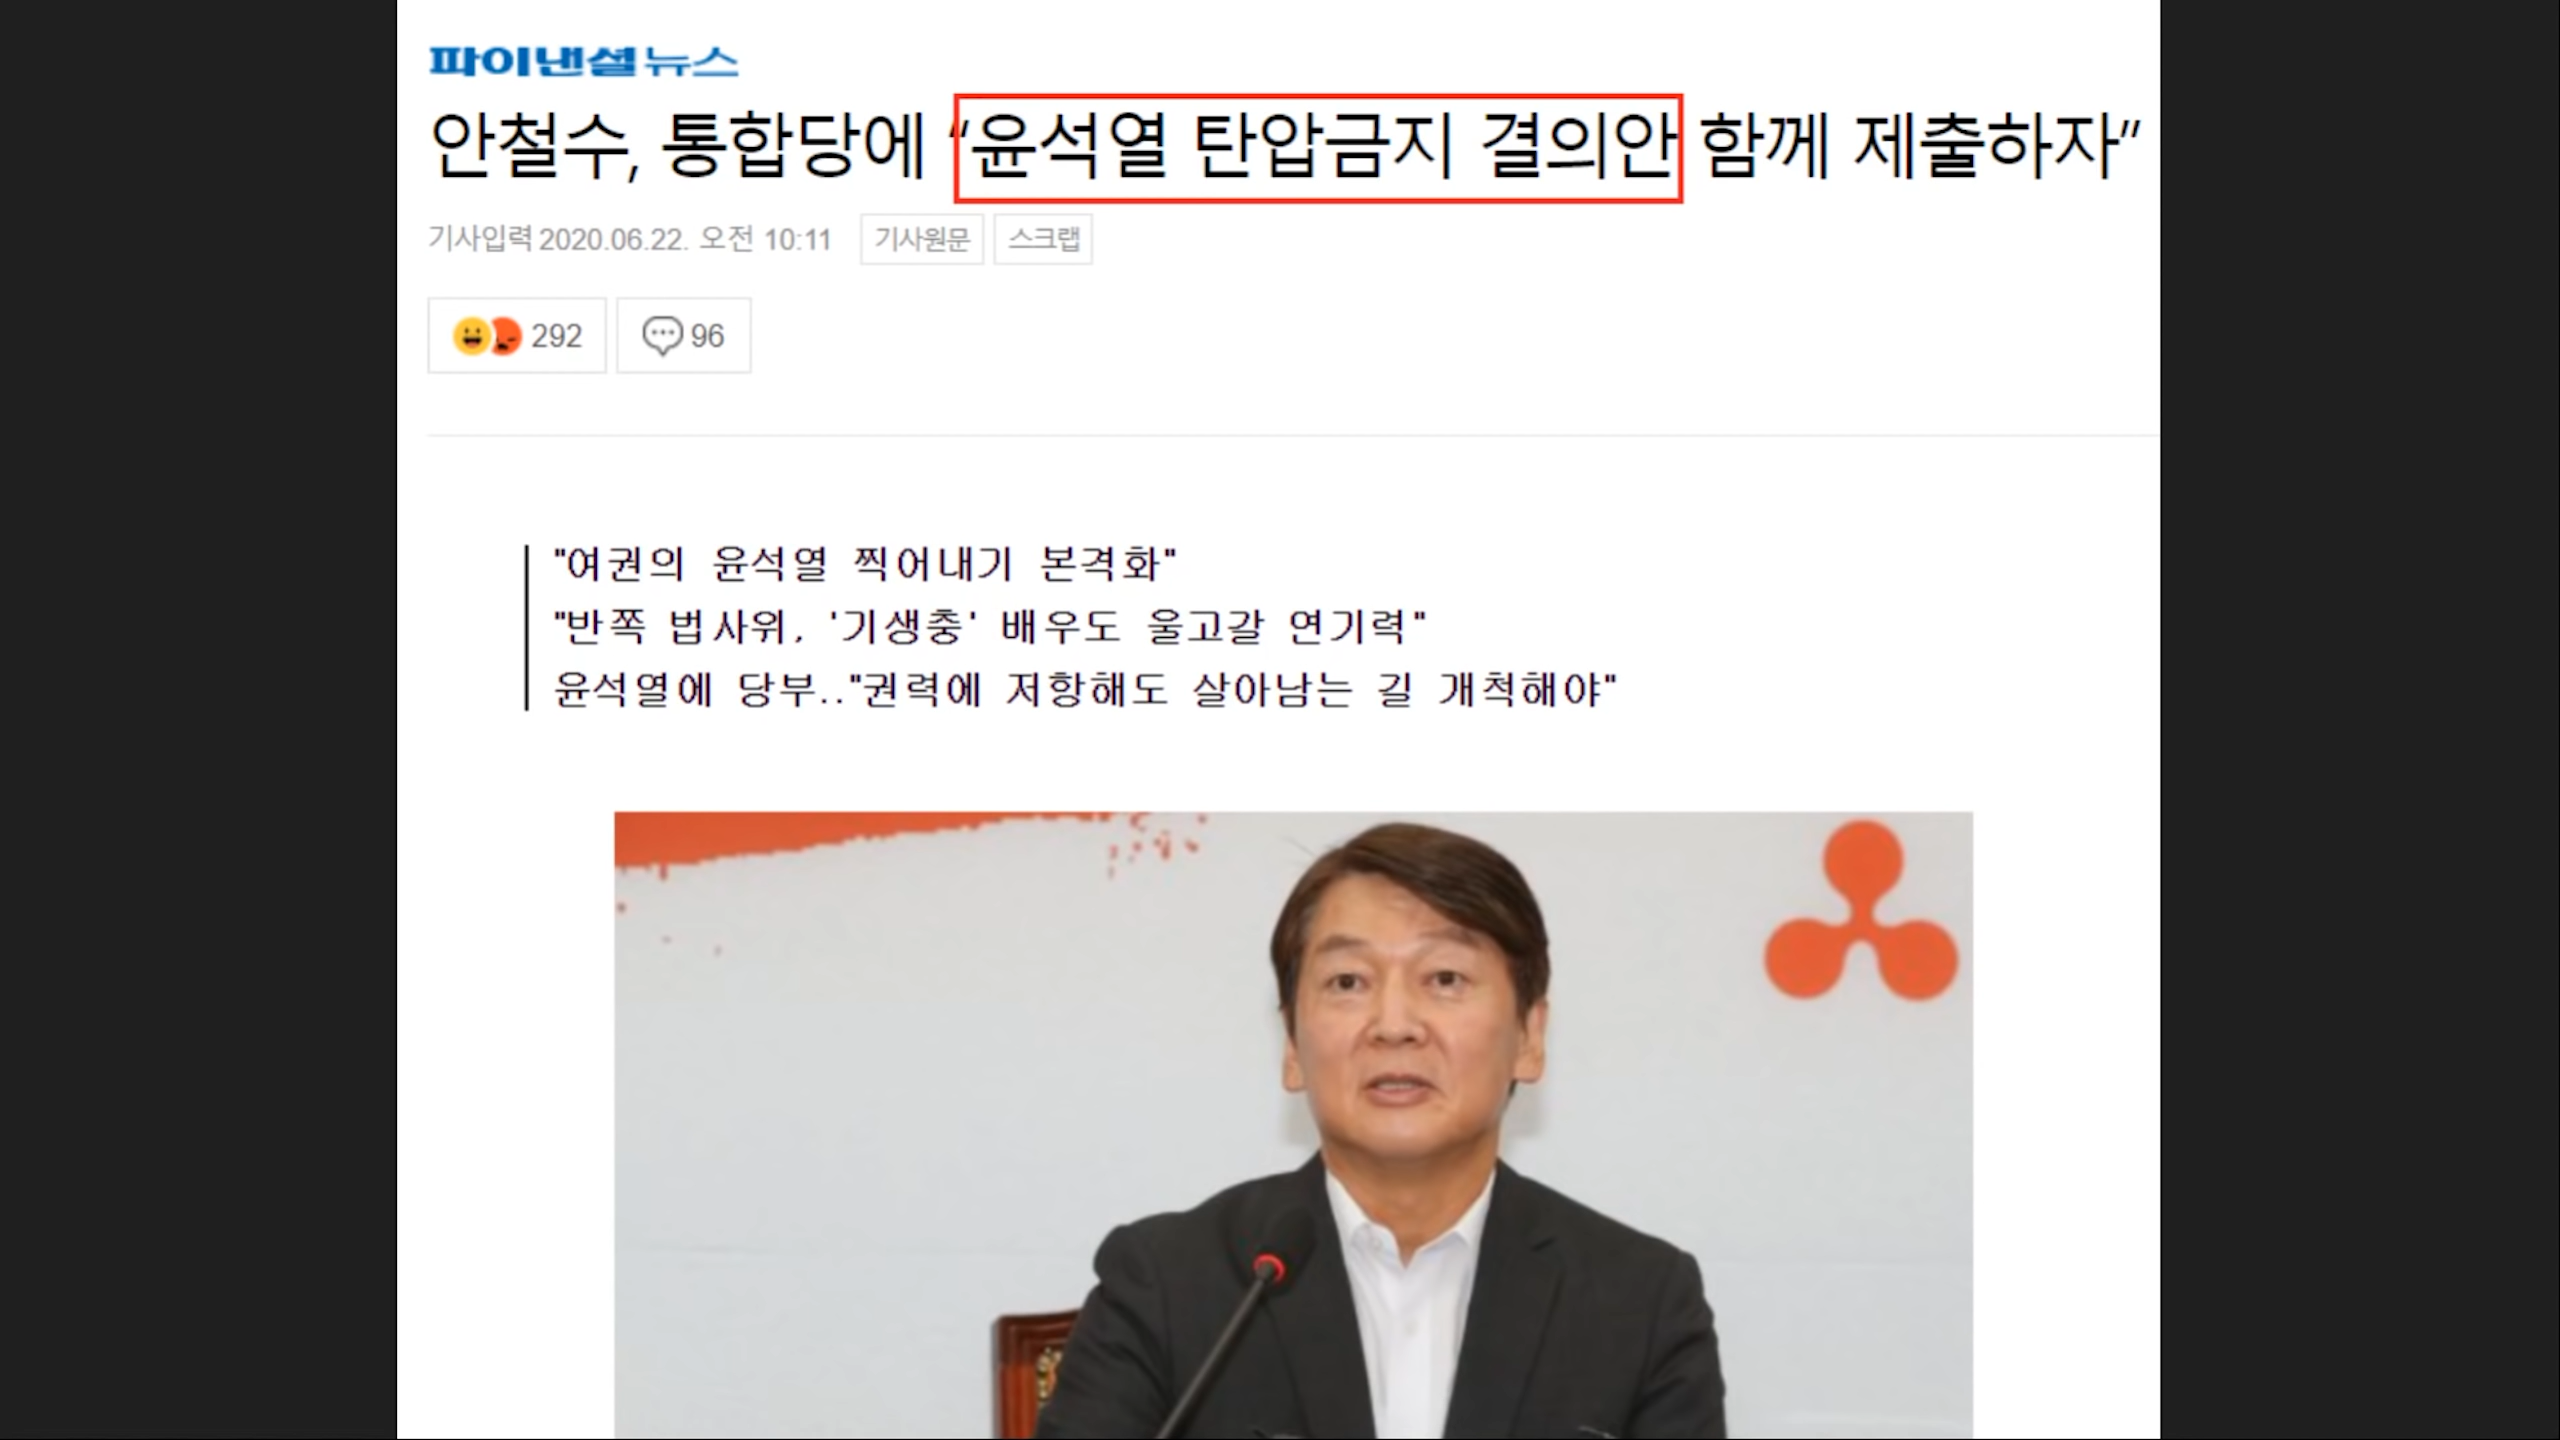 파이낸셜뉴스
안철수, 통합당에 “윤석열 탄압금지 결의안 함께 제출하자”
기사입력 2020.06.22. 오전 10:11 기사원문 스크랩
292 96
"여권의 윤석열 찍어내기 본격화"
"반쪽 법사위, '기생충' 배우도 울고갈 연기력"
윤석열에 당부.."권력에 저항해도 살아남는 길 개척해야"